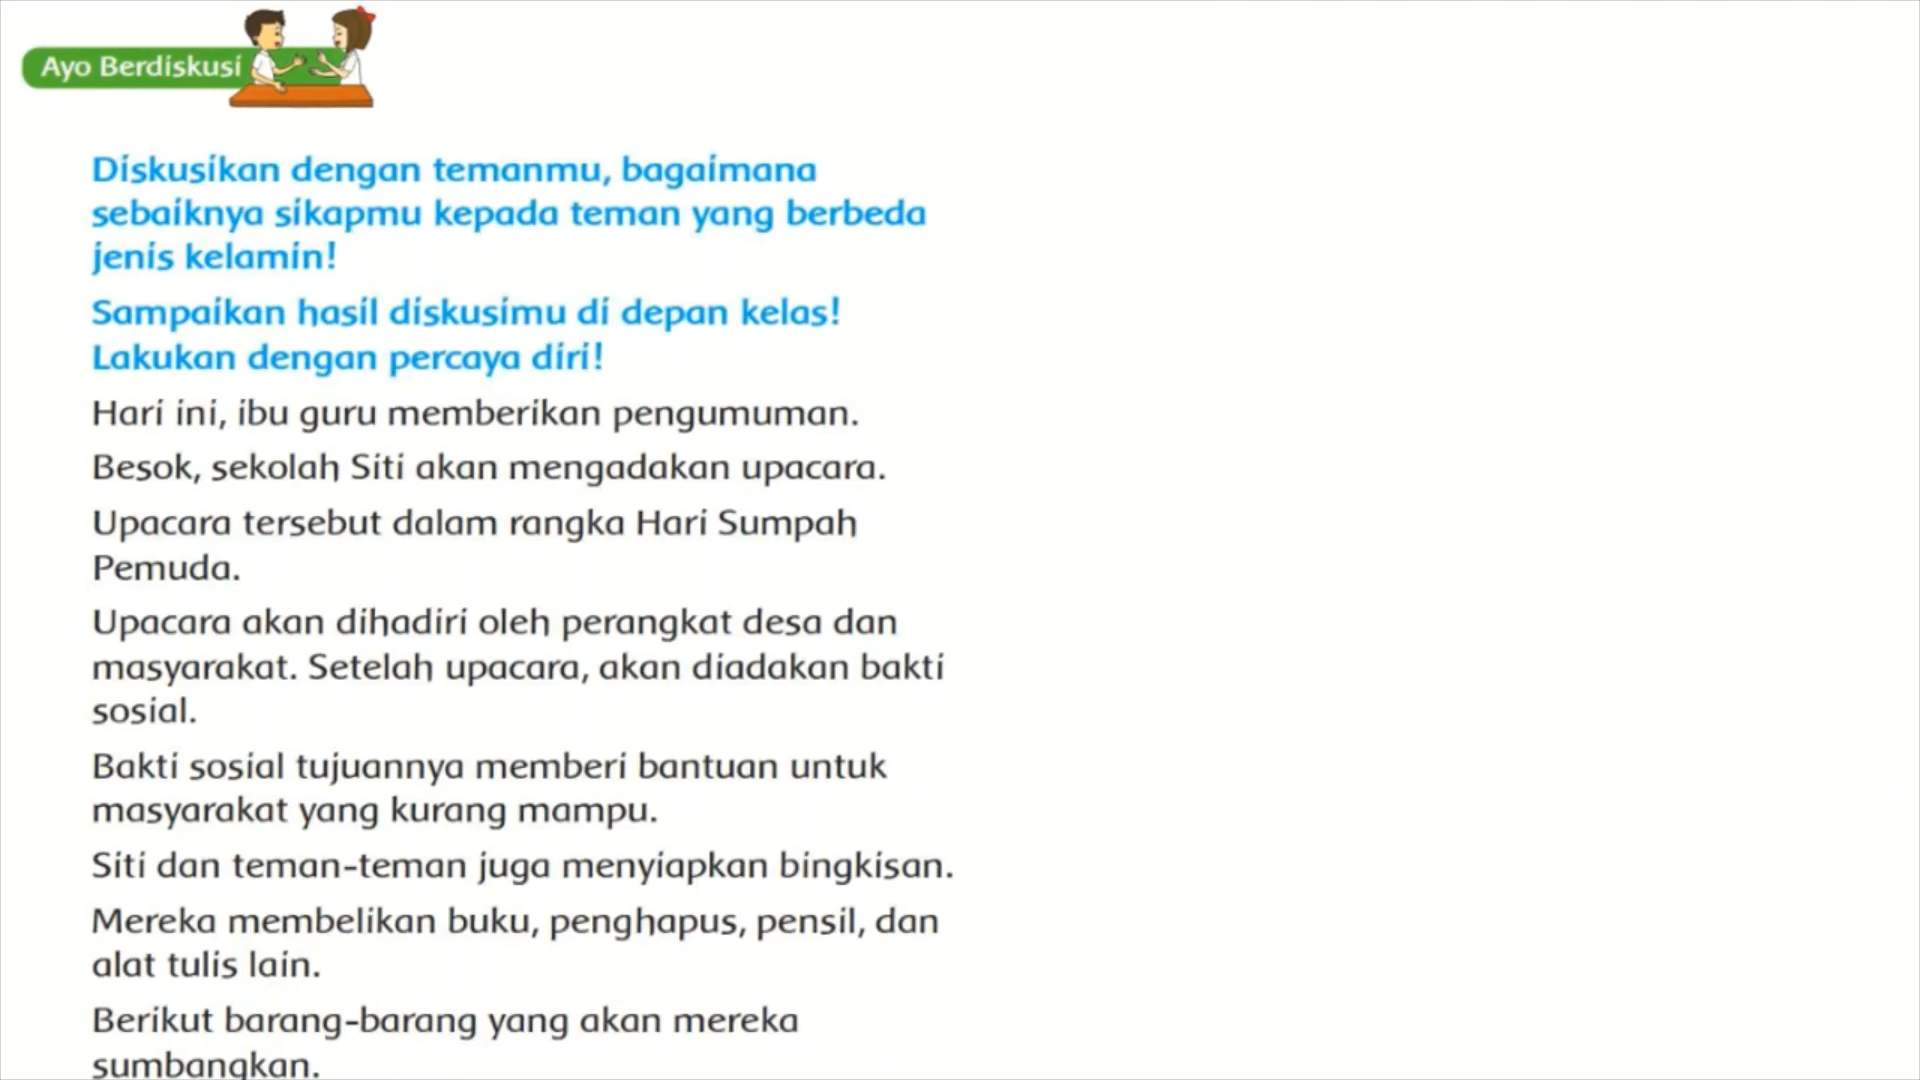 Ayo Berdiskusi
Diskusikan dengan temanmu, bagaimana
sebaiknya sikapmu kepada teman yang berbeda
jenis kelamin!
Sampaikan hasil diskusimu di depan kelas!
Lakukan dengan percaya diri!
Hari ini, ibu guru memberikan pengumuman.
Besok, sekolah Siti akan mengadakan upacara.
Upacara tersebut dalam rangka Hari Sumpah
Pemuda.
Upacara akan dihadiri oleh perangkat desa dan
masyarakat. Setelah upacara, akan diadakan bakti
sosial.
Bakti sosial tujuannya memberi bantuan untuk
masyarakat yang kurang mampu.
Siti dan teman-teman juga menyiapkan bingkisan.
Mereka membelikan buku, penghapus, pensil, dan
alat tulis lain.
Berikut barang-barang yang akan mereka
sumbangkan.